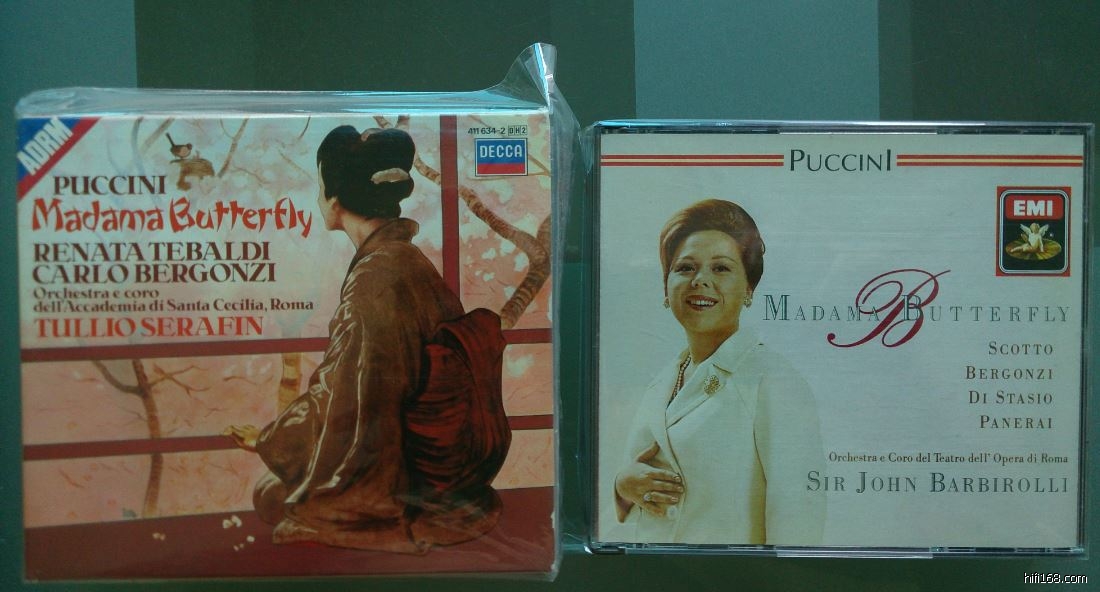 ADRM
411 634-2 DH2
DECCA
PUCCINI
Madama Butterfly
RENATA TEBALDI
CARLO BERGONZI
Orchestra e coro
dell'Accademia di Santa Cecilia, Roma
TULLIO SERAFIN
PUCCINI
EMI
B
MADAMA BUTTERFLY
SCOTTO
BERGONZI
DI STASIO
PANERAI
Orchestra e Coro del Teatro dell' Opera di Roma
SIR JOHN BARBIROLLI
hifi168.com